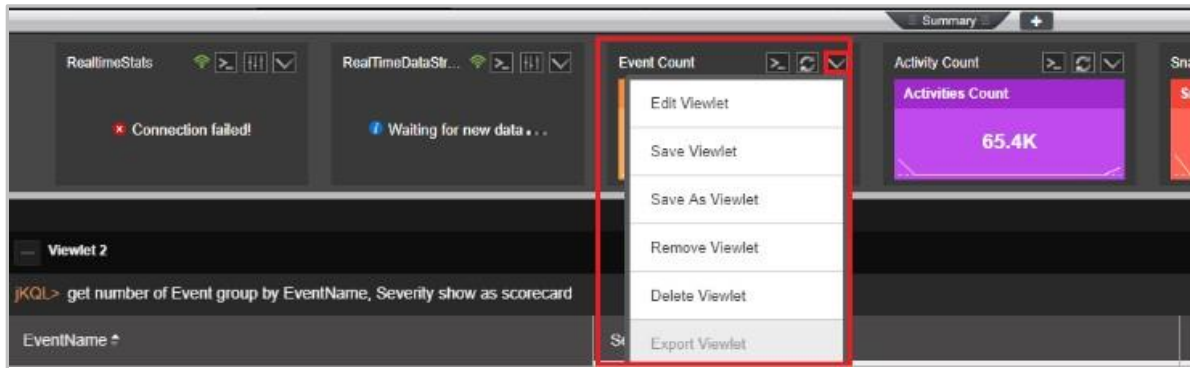 Summary
RealtimeStats
RealTimeDataStr...
Event Count
Activity Count
Sna
Connection failed!
Waiting for new data...
Activities Count
65.4K
Edit Viewlet
Save Viewlet
Save As Viewlet
Remove Viewlet
Delete Viewlet
Export Viewlet
Viewlet 2
jKQL> get number of Event group by EventName, Severity show as scorecard
EventName
Se